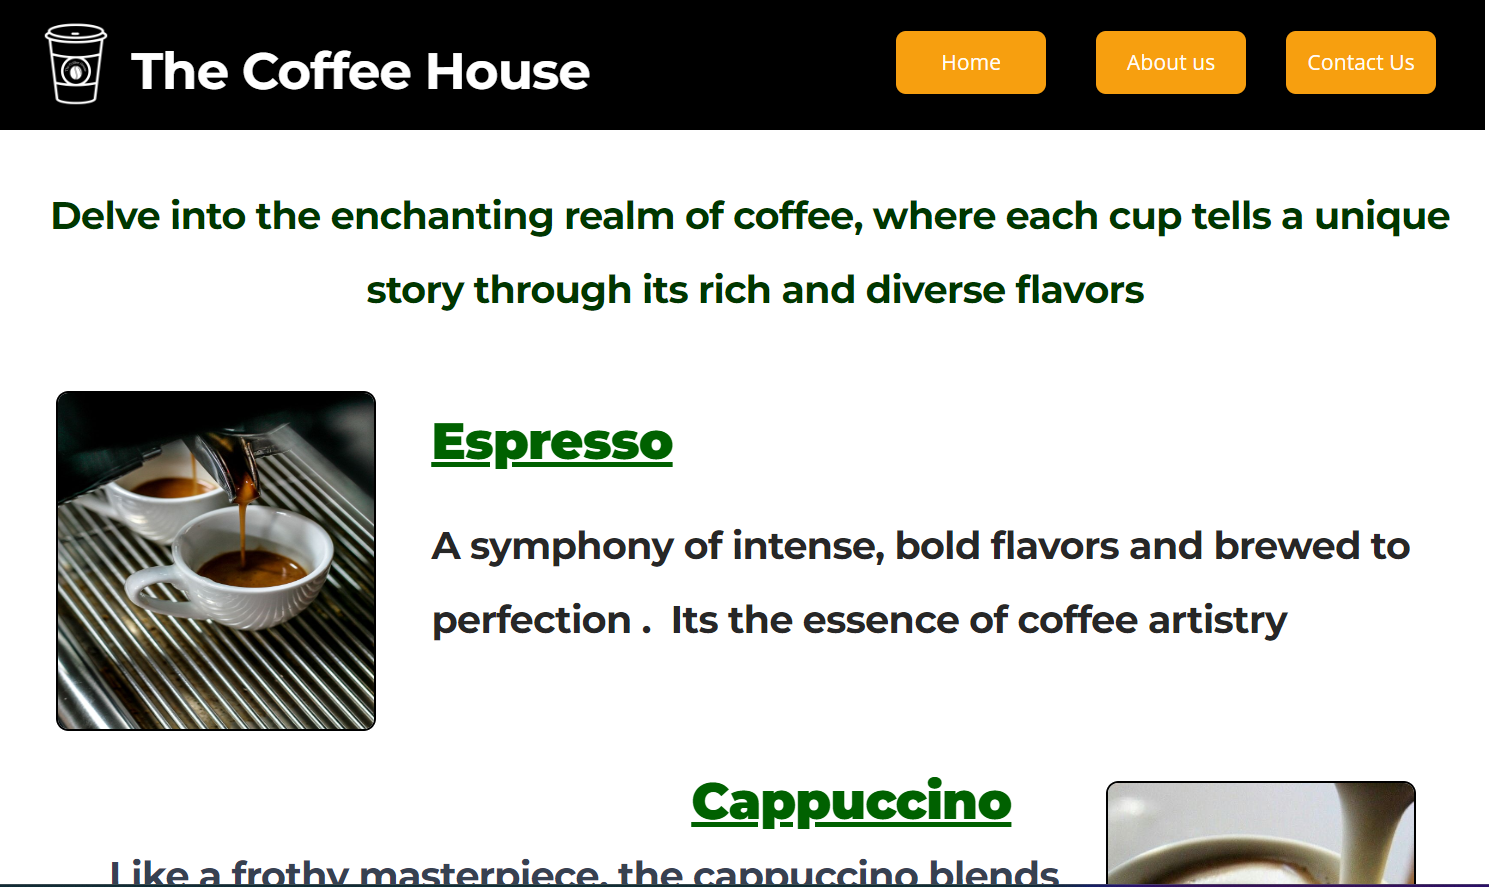 The Coffee House
Home
About us
Contact Us
Delve into the enchanting realm of coffee, where each cup tells a unique
story through its rich and diverse flavors
Espresso
A symphony of intense, bold flavors and brewed to
perfection .  Its the essence of coffee artistry
Cappuccino
Like a frothy masterpiece, the cappuccino blends